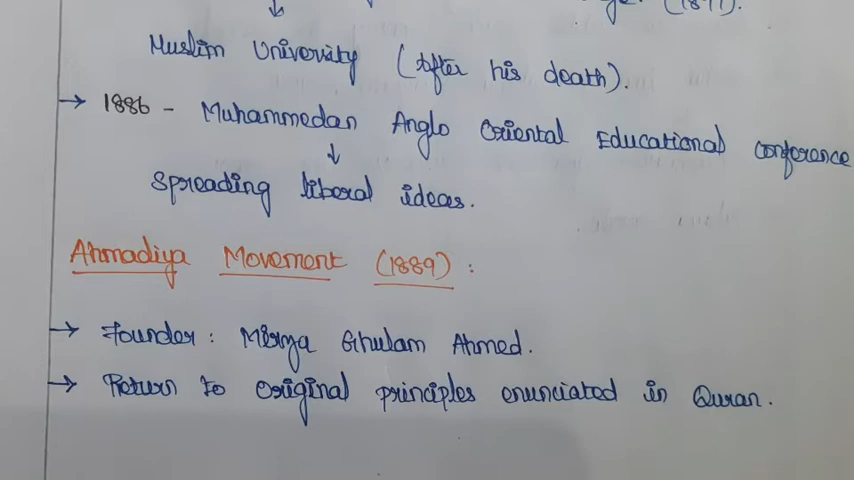 (1877).
Muslim University (After his death).
→ 1886 - Muhammedan Anglo Oriental Educational Conference
Spreading liberal ideas.
Ahmadiya Movement (1889) :
→ Founder : Mirza Ghulam Ahmed.
→ Return to original principles enunciated in Quran.